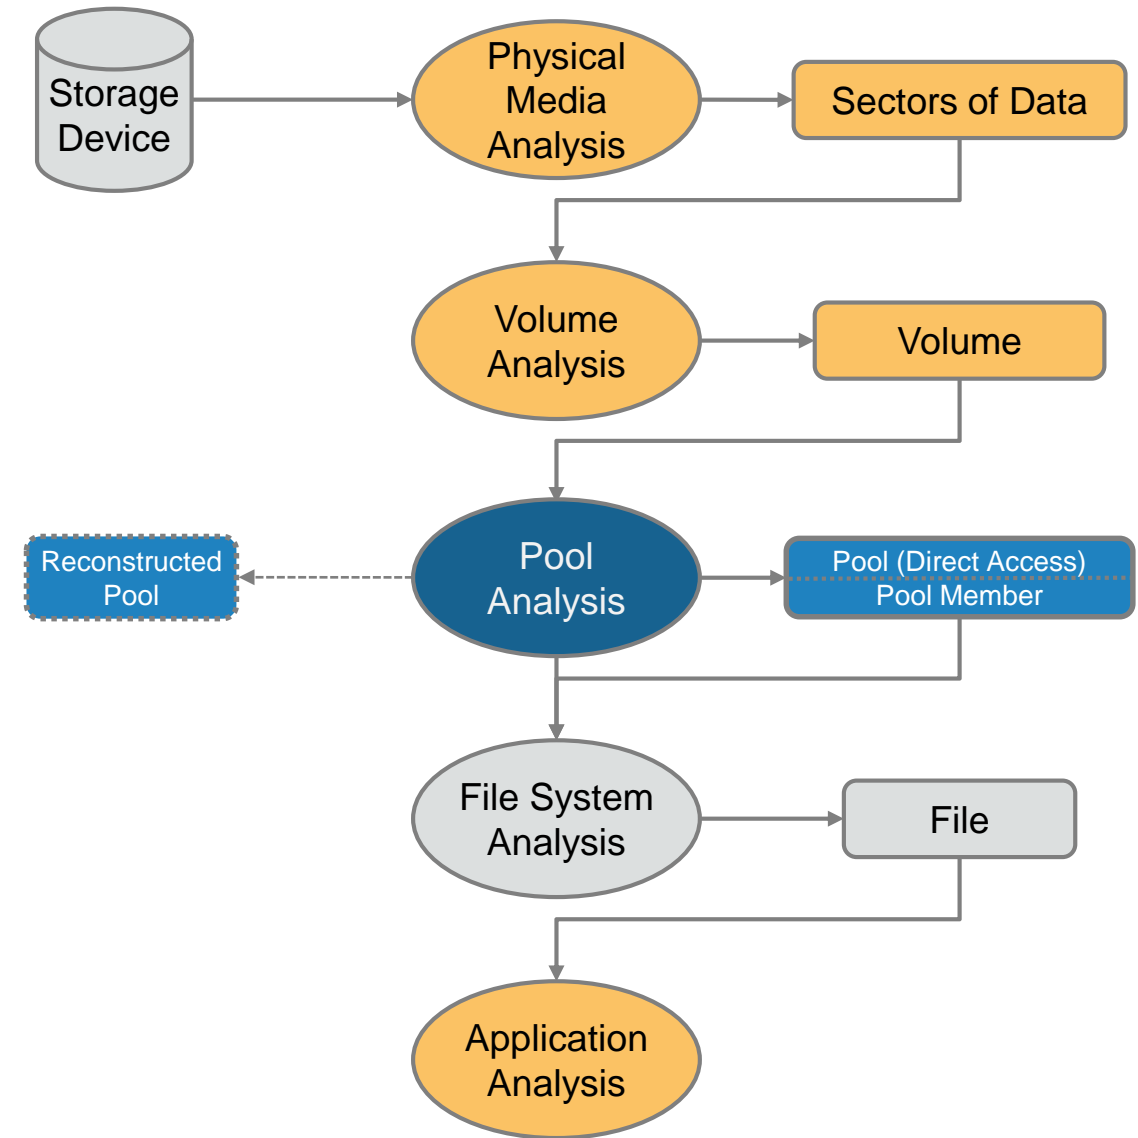 Storage
Device
Physical
Media
Analysis
Sectors of Data
Volume
Analysis
Volume
Reconstructed
Pool
Pool
Analysis
Pool (Direct Access)
Pool Member
File System
Analysis
File
Application
Analysis